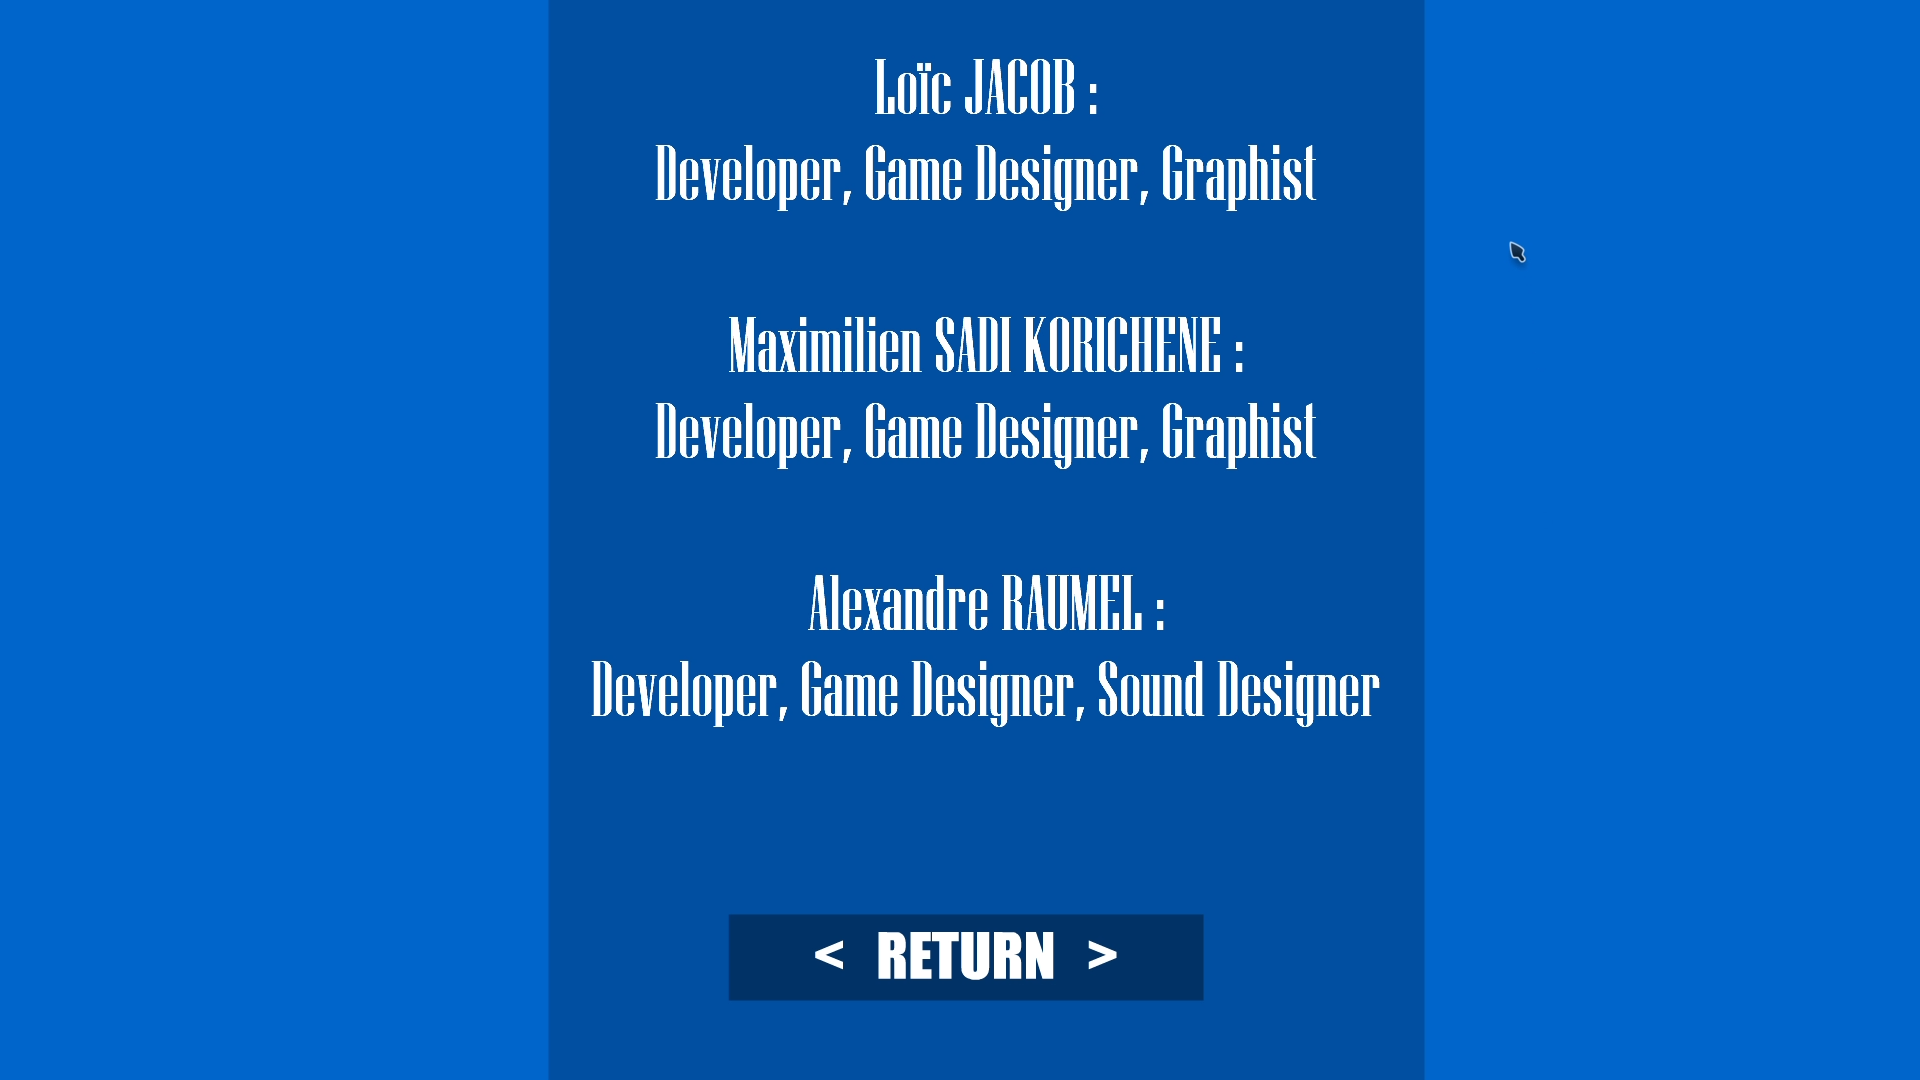 Loïc JACOB :
Developer, Game Designer, Graphist
Maximilien SADI KORICHENE :
Developer, Game Designer, Graphist
Alexandre RAUMEL :
Developer, Game Designer, Sound Designer
< RETURN >